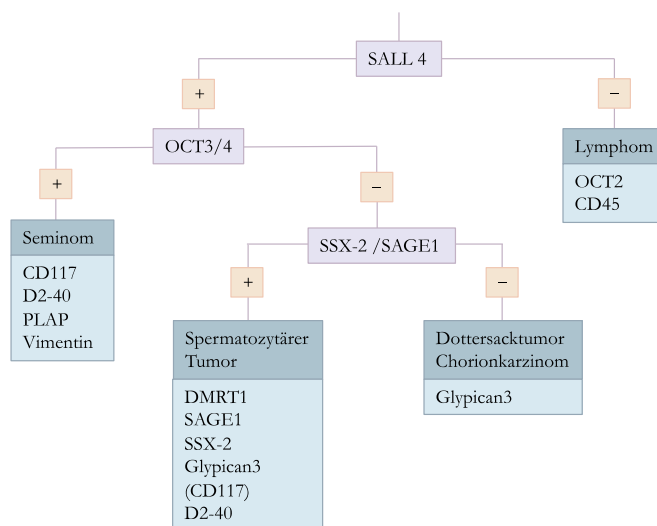 SALL 4
+
−
OCT3/4
Lymphom
OCT2
CD45
+
−
Seminom
CD117
D2-40
PLAP
Vimentin
SSX-2 /SAGE1
+
−
Spermatozytärer
Tumor
DMRT1
SAGE1
SSX-2
Glypican3
(CD117)
D2-40
Dottersacktumor
Chorionkarzinom
Glypican3